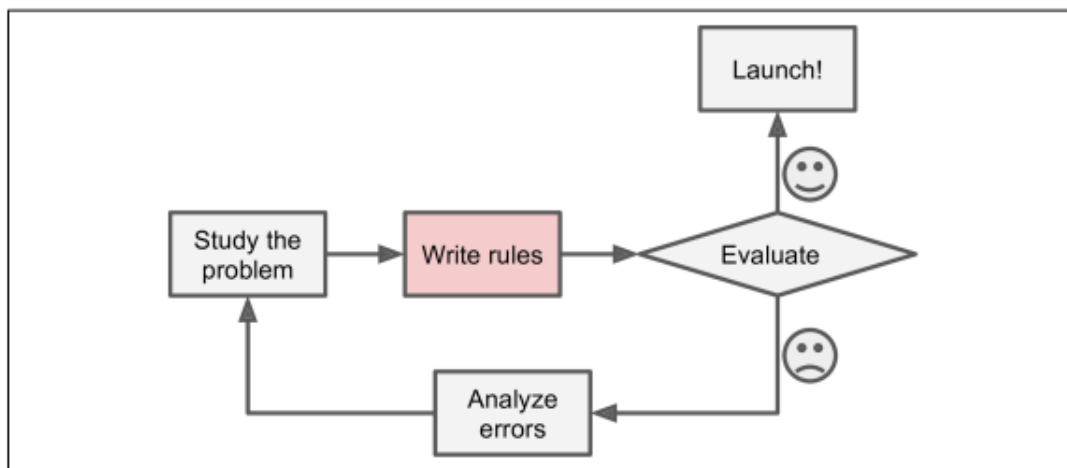 Launch!
Study the
problem
Write rules
Evaluate
Analyze
errors